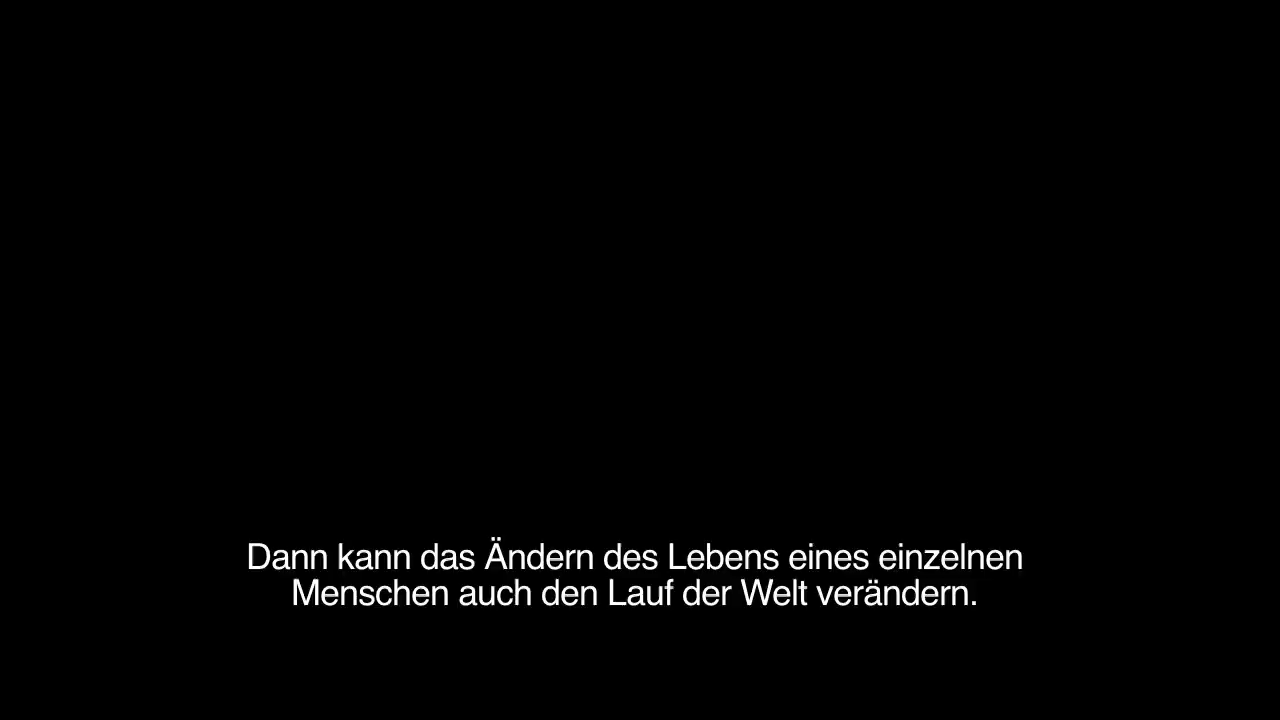 Dann kann das Ändern des Lebens eines einzelnen
Menschen auch den Lauf der Welt verändern.